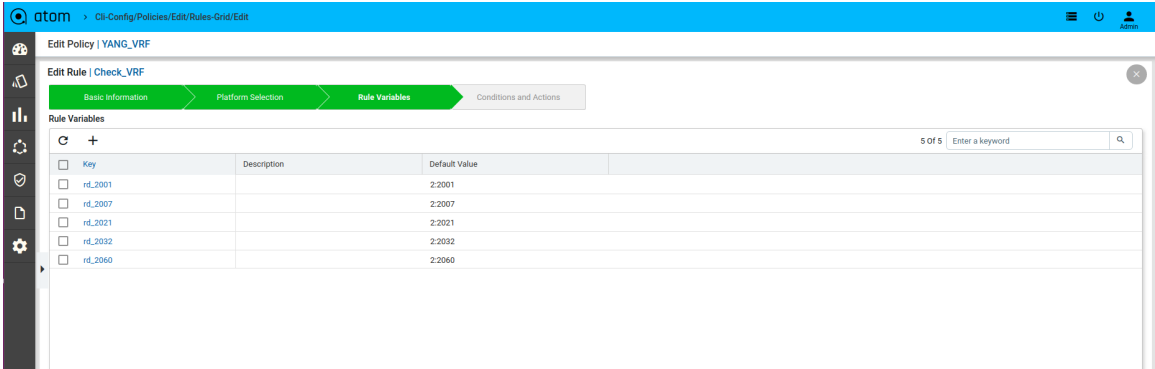 atom > Cli-Config/Policies/Edit/Rules-Grid/Edit
Admin
Edit Policy | YANG_VRF
Edit Rule | Check_VRF
Basic Information Platform Selection Rule Variables Conditions and Actions
Rule Variables
5 Of 5 Enter a keyword
Key Description Default Value
rd_2001 2:2001
rd_2007 2:2007
rd_2021 2:2021
rd_2032 2:2032
rd_2060 2:2060